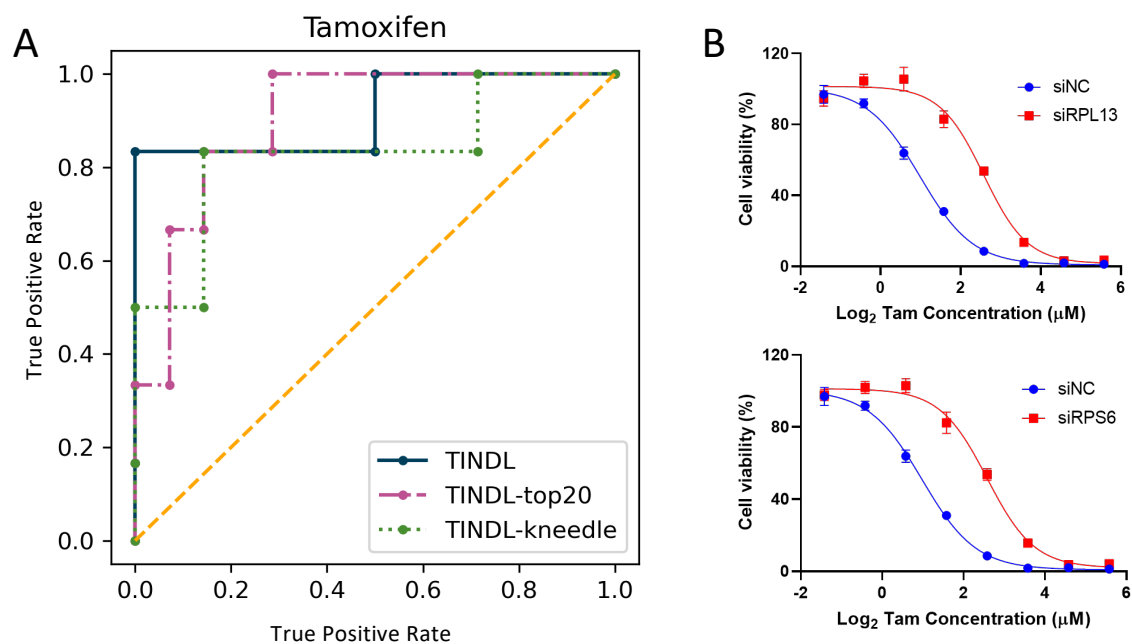 A
Tamoxifen
True Positive Rate
1.0
0.8
0.6
0.4
0.2
0.0
TINDL
TINDL-top20
TINDL-kneedle
0.0 0.2 0.4 0.6 0.8 1.0
True Positive Rate
B
Cell viability (%)
120
80
40
0
siNC
siRPL13
-2 0 2 4 6
Log2 Tam Concentration (μM)
Cell viability (%)
120
80
40
0
siNC
siRPS6
-2 0 2 4 6
Log2 Tam Concentration (μM)